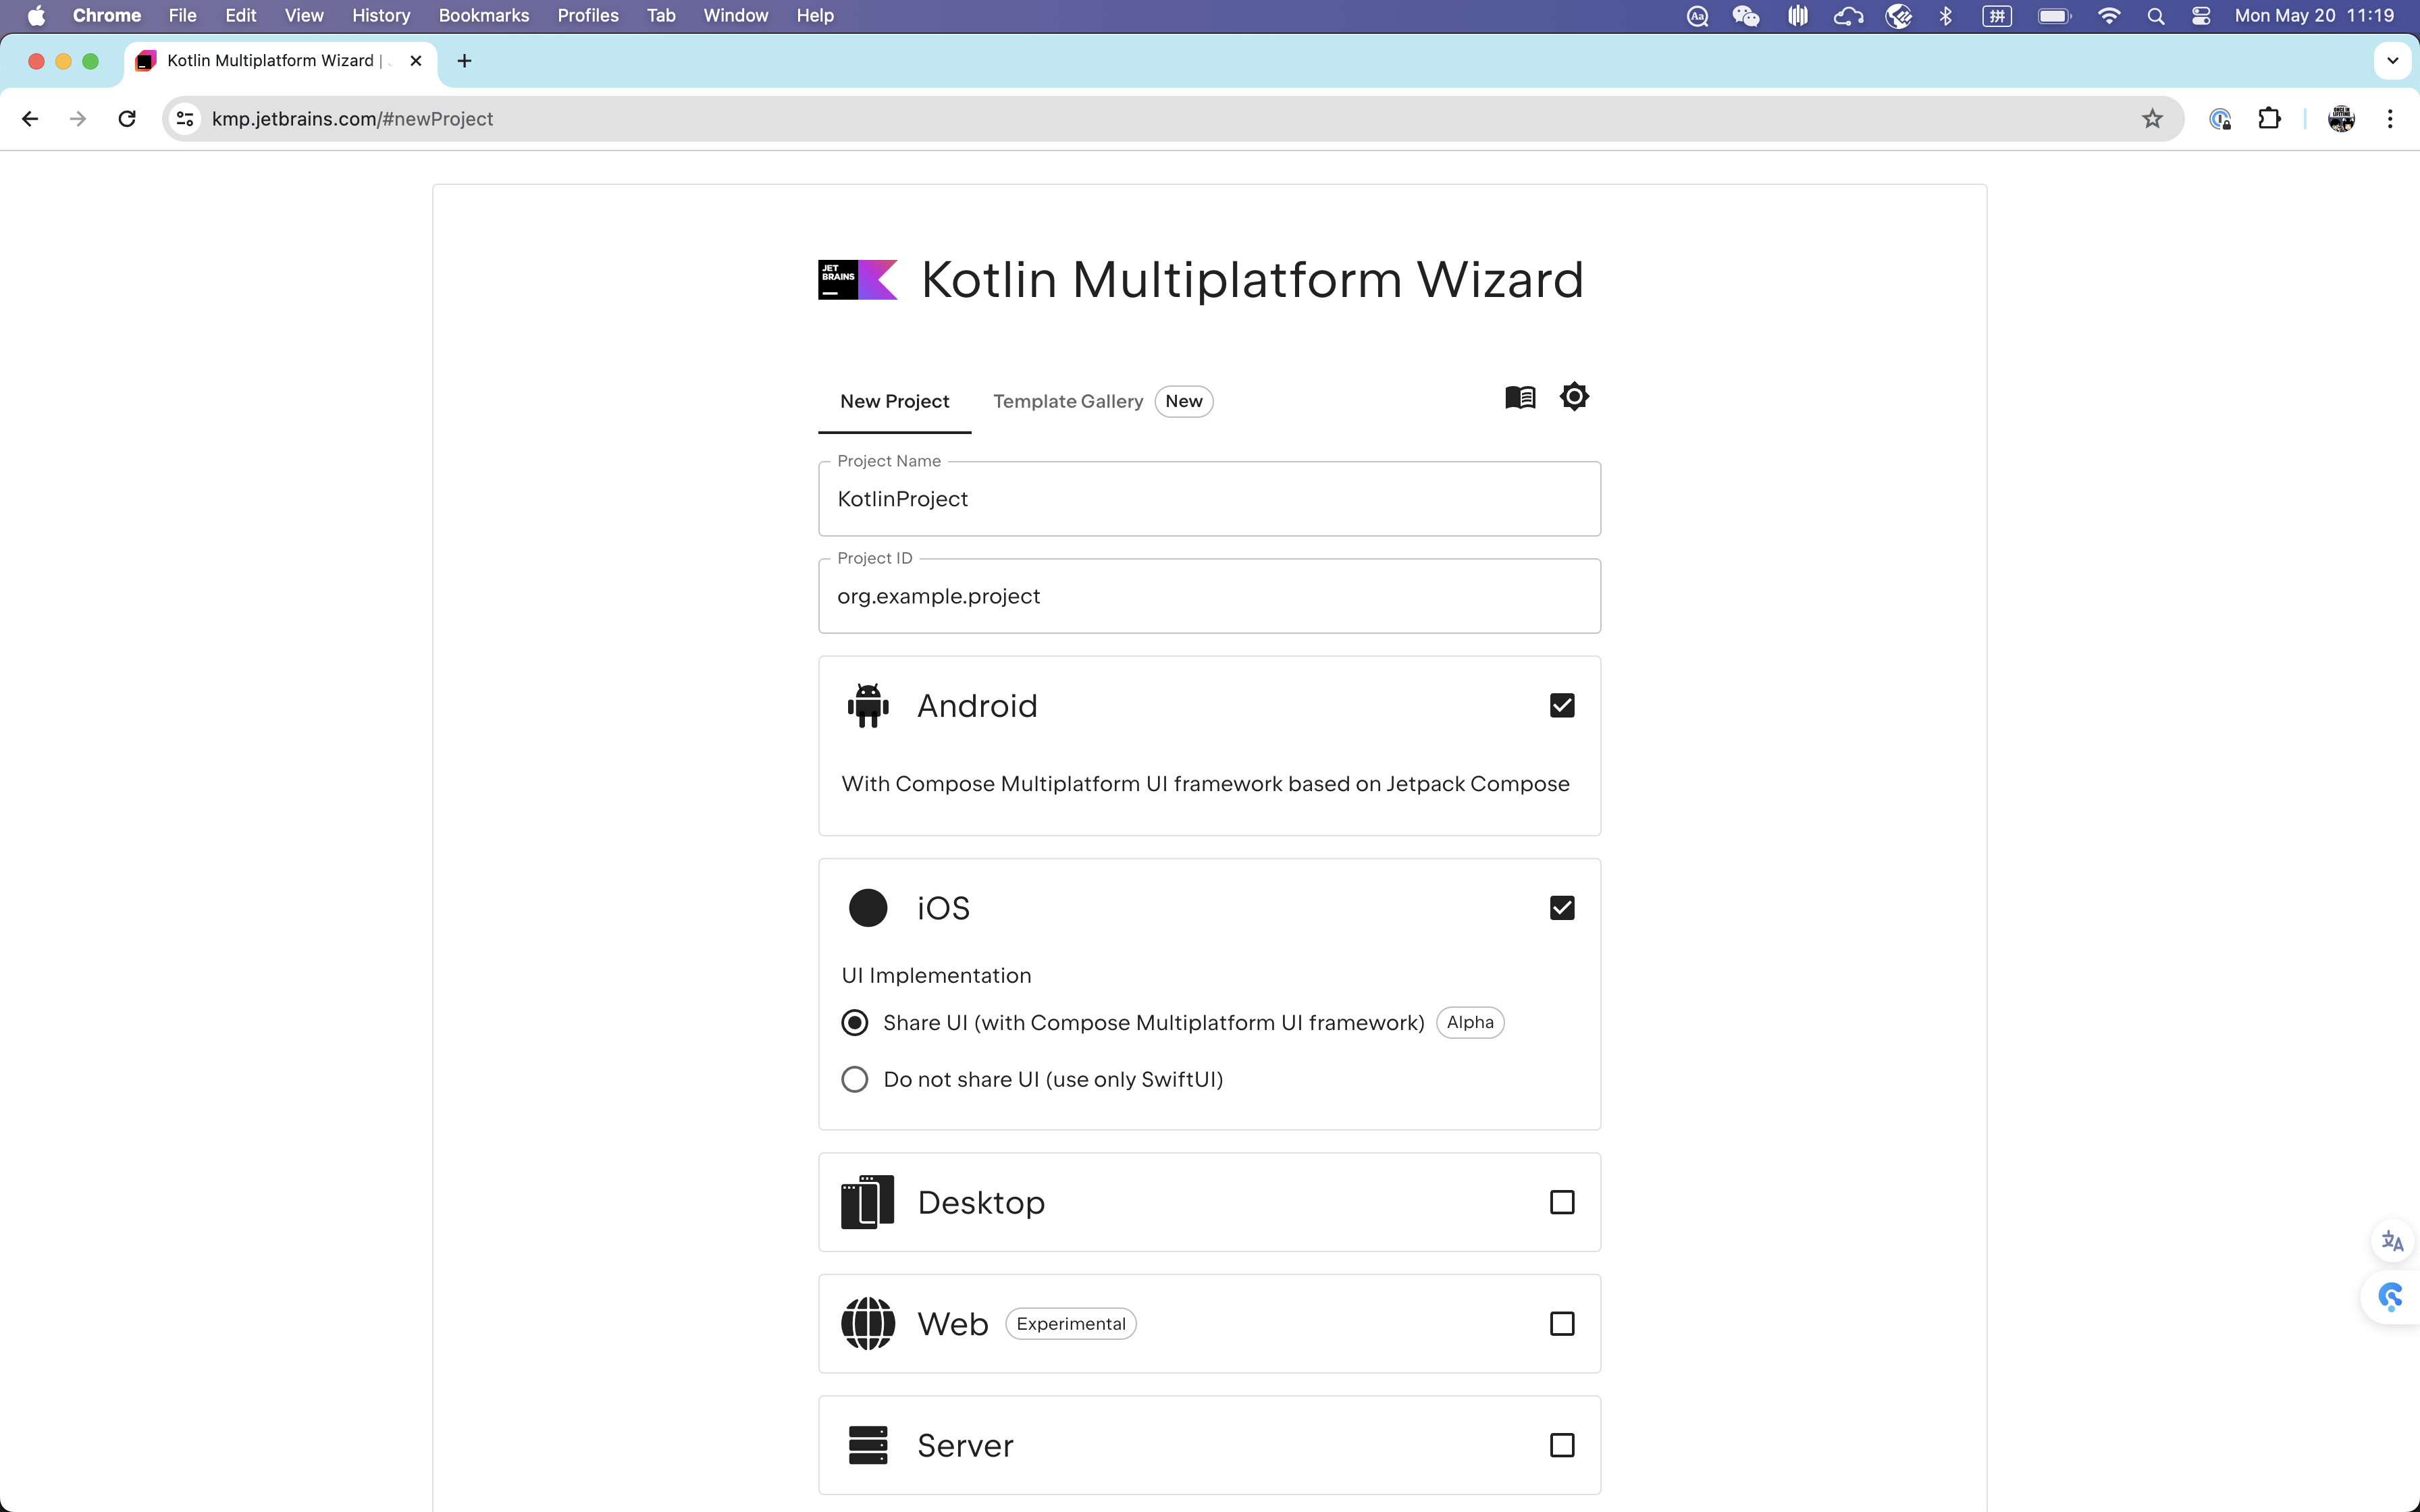 Chrome File Edit View History Bookmarks Profiles Tab Window Help Aa 拼 Mon May 20 11:19
Kotlin Multiplatform Wizard |
kmp.jetbrains.com/#newProject
JET
BRAINS
Kotlin Multiplatform Wizard
New Project Template Gallery New
Project Name
KotlinProject
Project ID
org.example.project
Android
With Compose Multiplatform UI framework based on Jetpack Compose
iOS
UI Implementation
Share UI (with Compose Multiplatform UI framework) Alpha
Do not share UI (use only SwiftUI)
Desktop
Web Experimental
Server